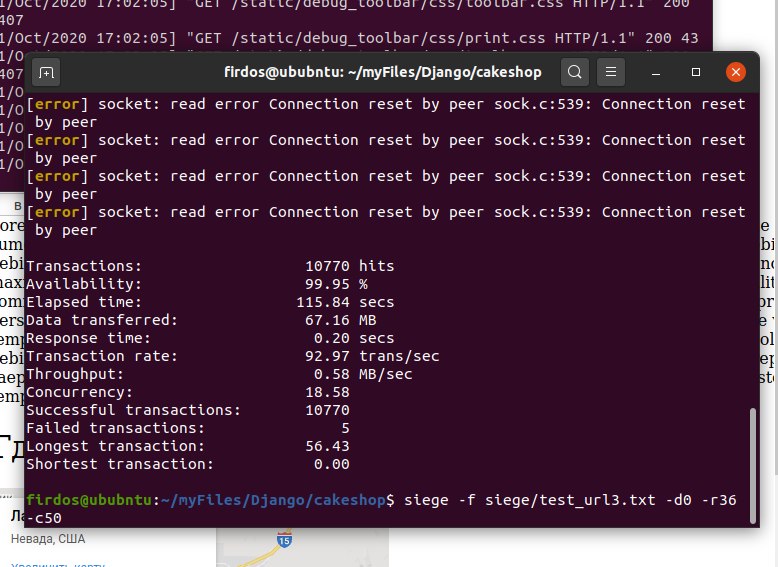 1/Oct/2020 17:02:05] "GET /static/debug_toolbar/css/toolbar.css HTTP/1.1" 200
407
1/Oct/2020 17:02:05] "GET /static/debug_toolbar/css/print.css HTTP/1.1" 200 43
firdos@ububntu: ~/myFiles/Django/cakeshop
[error] socket: read error Connection reset by peer sock.c:539: Connection reset
by peer
[error] socket: read error Connection reset by peer sock.c:539: Connection reset
by peer
[error] socket: read error Connection reset by peer sock.c:539: Connection reset
by peer
[error] socket: read error Connection reset by peer sock.c:539: Connection reset
by peer
Transactions: 10770 hits
Availability: 99.95 %
Elapsed time: 115.84 secs
Data transferred: 67.16 MB
Response time: 0.20 secs
Transaction rate: 92.97 trans/sec
Throughput: 0.58 MB/sec
Concurrency: 18.58
Successful transactions: 10770
Failed transactions: 5
Longest transaction: 56.43
Shortest transaction: 0.00
firdos@ububntu:~/myFiles/Django/cakeshop$ siege -f siege/test_url3.txt -d0 -r36
-c50
Невада, США
15